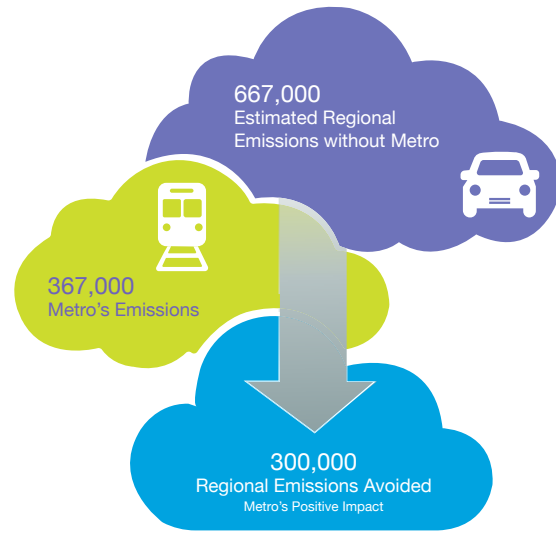 667,000
Estimated Regional
Emissions without Metro
367,000
Metro's Emissions
300,000
Regional Emissions Avoided
Metro's Positive Impact